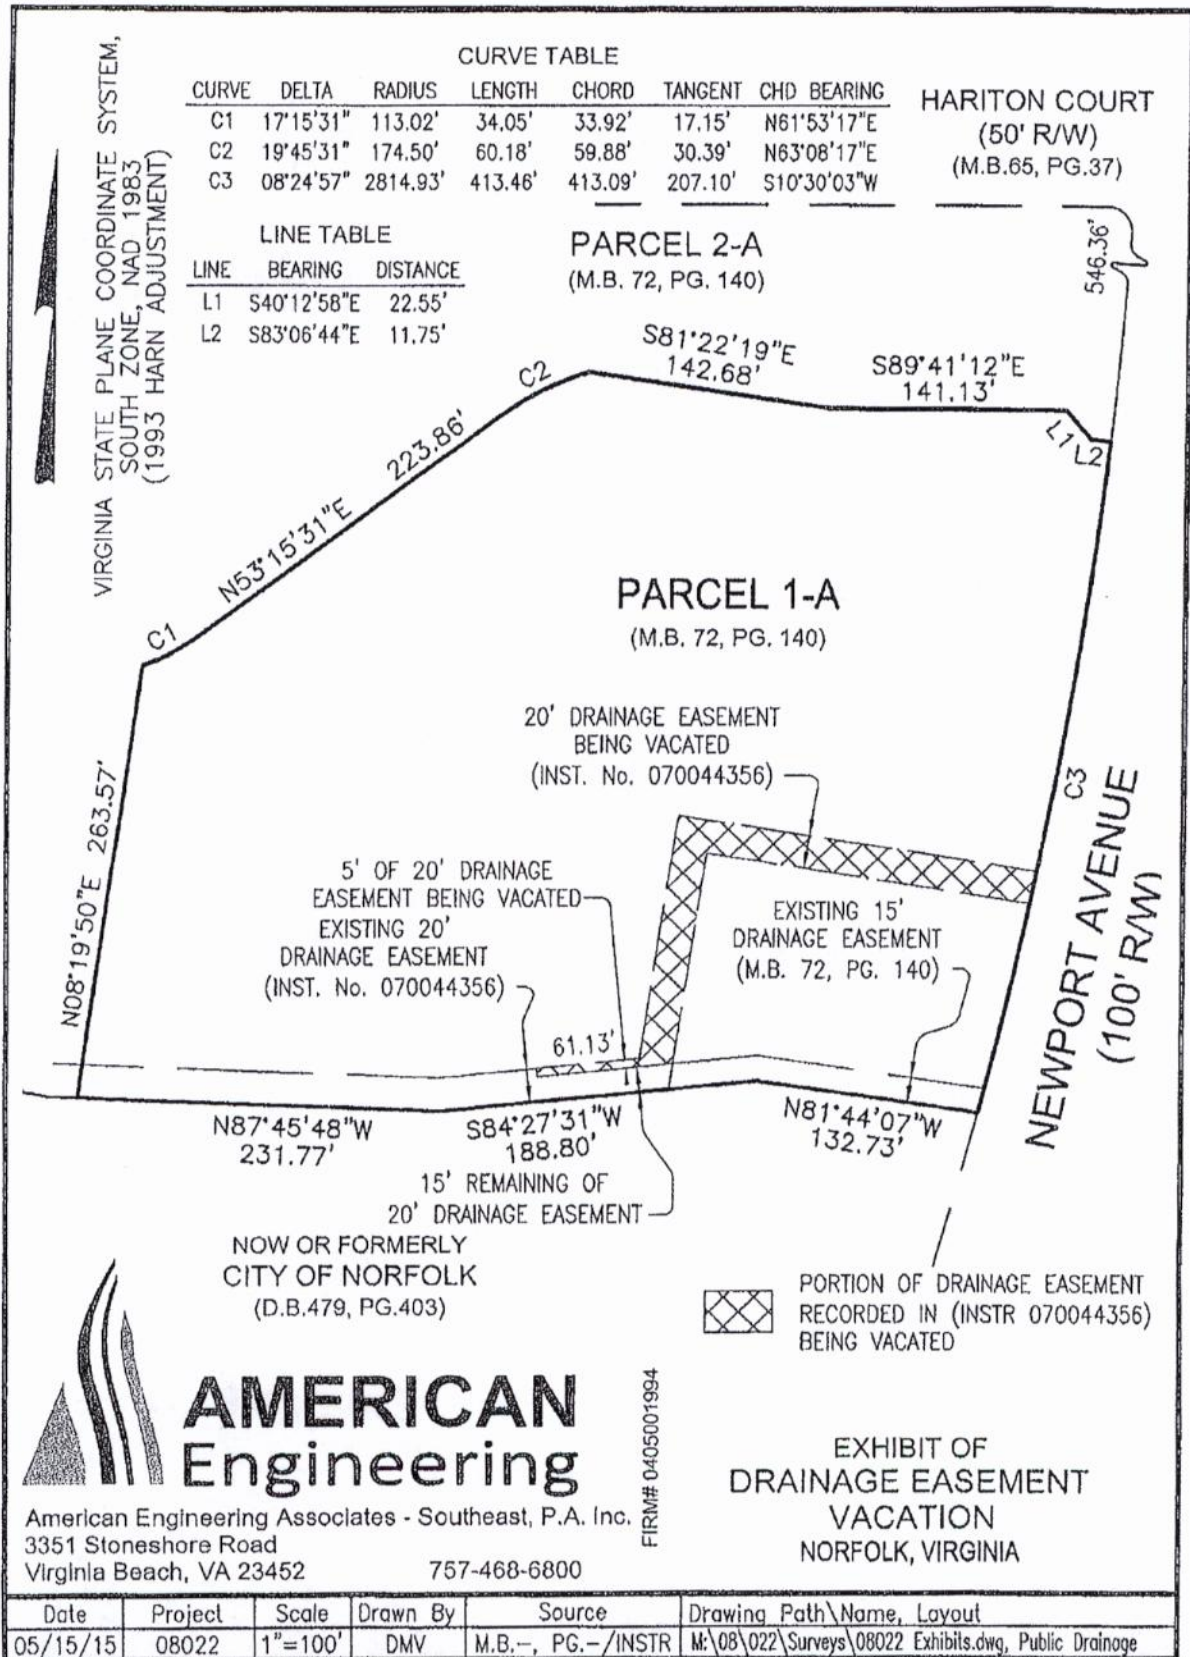 VIRGINIA STATE PLANE COORDINATE SYSTEM,
SOUTH ZONE, NAD 1983
(1993 HARN ADJUSTMENT)
CURVE TABLE
CURVE DELTA RADIUS LENGTH CHORD TANGENT CHD BEARING
C1 17°15'31" 113.02' 34.05' 33.92' 17.15' N61°53'17"E
C2 19°45'31" 174.50' 60.18' 59.88' 30.39' N63°08'17"E
C3 08°24'57" 2814.93' 413.46' 413.09' 207.10' S10°30'03"W
HARITON COURT
(50' R/W)
(M.B.65, PG.37)
LINE TABLE
LINE BEARING DISTANCE
L1 S40°12'58"E 22.55'
L2 S83°06'44"E 11.75'
PARCEL 2-A
(M.B. 72, PG. 140)
546.36'
S81°22'19"E
142.68'
S89°41'12"E
141.13'
C2
L1
L2
223.86'
N53°15'31"E
C1
PARCEL 1-A
(M.B. 72, PG. 140)
20' DRAINAGE EASEMENT
BEING VACATED
(INST. No. 070044356)
C3
NEWPORT AVENUE
(100' R/W)
N08°19'50"E 263.57'
5' OF 20' DRAINAGE
EASEMENT BEING VACATED
EXISTING 20'
DRAINAGE EASEMENT
(INST. No. 070044356)
EXISTING 15'
DRAINAGE EASEMENT
(M.B. 72, PG. 140)
61.13'
N87°45'48"W
231.77'
S84°27'31"W
188.80'
N81°44'07"W
132.73'
15' REMAINING OF
20' DRAINAGE EASEMENT
NOW OR FORMERLY
CITY OF NORFOLK
(D.B.479, PG.403)
PORTION OF DRAINAGE EASEMENT
RECORDED IN (INSTR 070044356)
BEING VACATED
AMERICAN
Engineering
FIRM# 0405001994
American Engineering Associates - Southeast, P.A. Inc.
3351 Stoneshore Road
Virginia Beach, VA 23452 757-468-6800
EXHIBIT OF
DRAINAGE EASEMENT
VACATION
NORFOLK, VIRGINIA
Date Project Scale Drawn By Source Drawing Path\Name, Layout
05/15/15 08022 1"=100' DMV M.B.-, PG.-/INSTR M:\08\022\Surveys\08022 Exhibits.dwg, Public Drainage